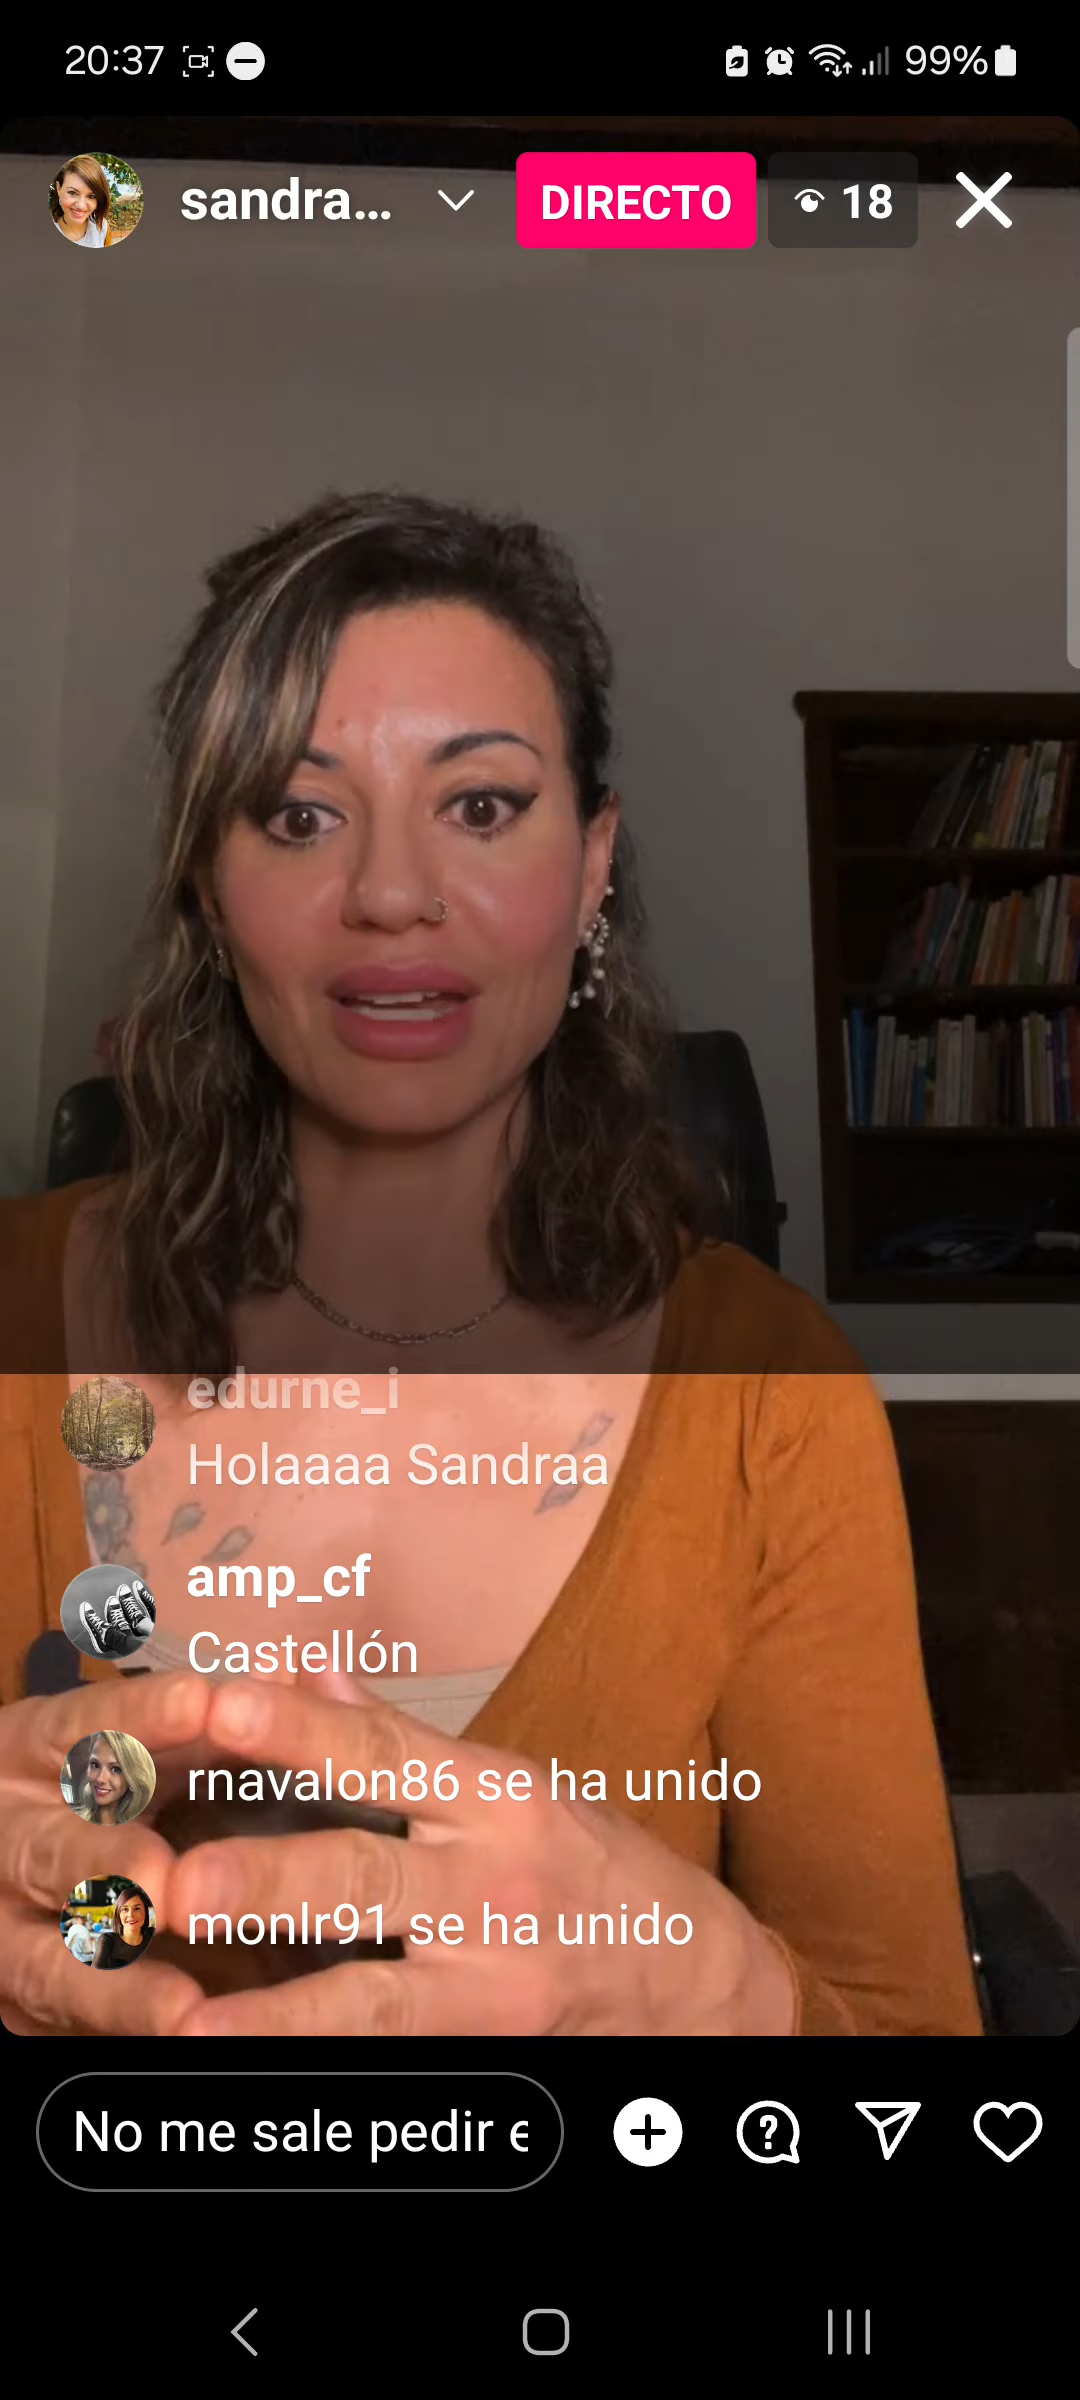 20:37
99%
sandra...
DIRECTO
18
edurne_i
Holaaaa Sandraa
amp_cf
Castellón
rnavalon86 se ha unido
monlr91 se ha unido
No me sale pedir e